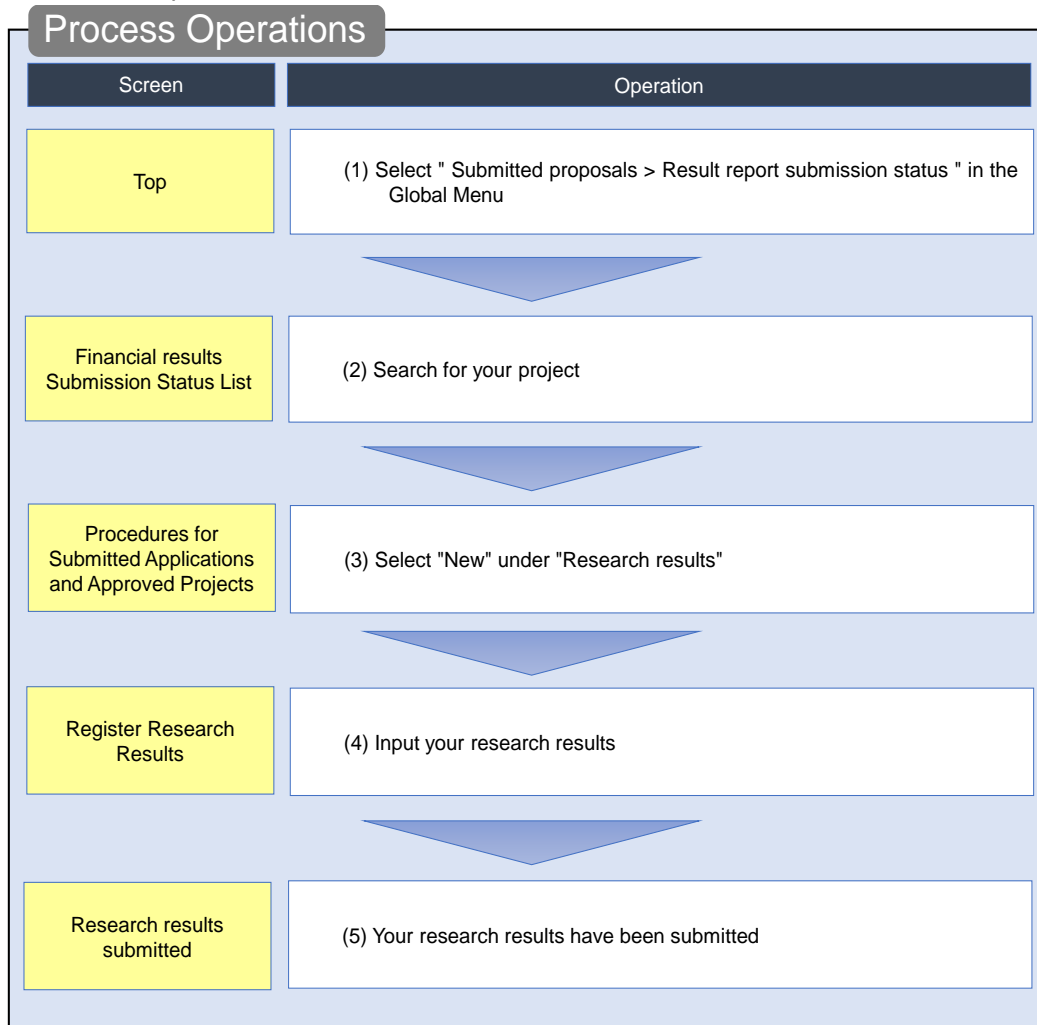 Process Operations
Screen
Operation
Top
(1) Select " Submitted proposals > Result report submission status " in the
Global Menu
Financial results
Submission Status List
(2) Search for your project
Procedures for
Submitted Applications
and Approved Projects
(3) Select "New" under "Research results"
Register Research
Results
(4) Input your research results
Research results
submitted
(5) Your research results have been submitted